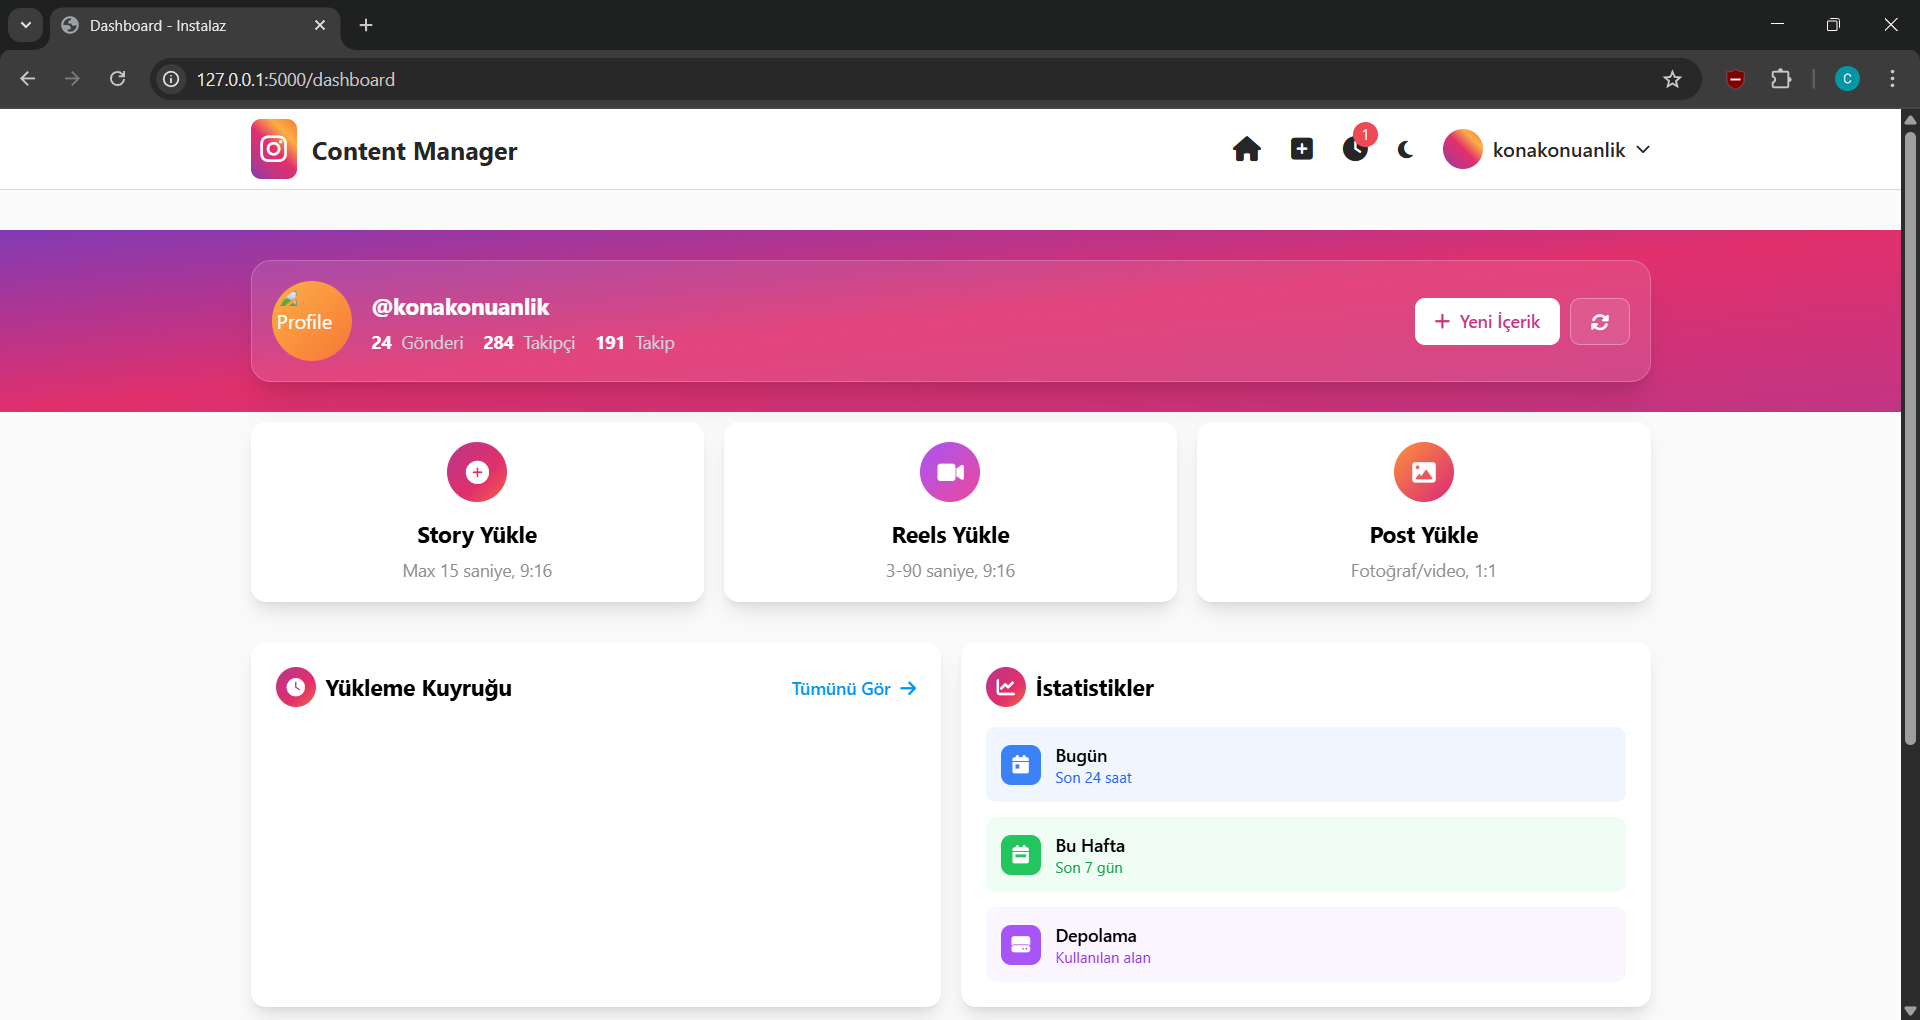 Dashboard - Instalaz
127.0.0.1:5000/dashboard
C
Content Manager
1
konakonuanlik
Profile
@konakonuanlik
24 Gönderi 284 Takipçi 191 Takip
Yeni İçerik
Story Yükle
Max 15 saniye, 9:16
Reels Yükle
3-90 saniye, 9:16
Post Yükle
Fotoğraf/video, 1:1
Yükleme Kuyruğu
Tümünü Gör
İstatistikler
Bugün
Son 24 saat
Bu Hafta
Son 7 gün
Depolama
Kullanılan alan